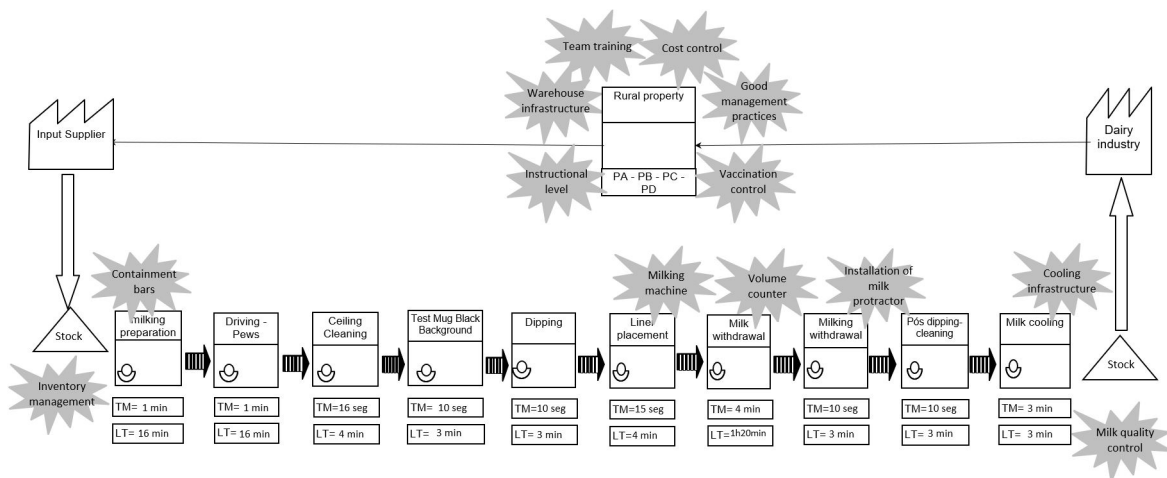 Team training
Cost control
Warehouse
infrastructure
Rural property
Good
management
practices
Input Supplier
Dairy
industry
Instructional
level
PA - PB - PC -
PD
Vaccination
control
Containment
bars
Milking
machine
Volume
counter
Installation of
milk
protractor
Cooling
infrastructure
Stock
milking
preparation
Driving -
Pews
Ceiling
Cleaning
Test Mug Black
Background
Dipping
Liner
placement
Milk
withdrawal
Milking
withdrawal
Pós dipping-
cleaning
Milk cooling
Stock
Inventory
management
TM= 1 min
TM= 1 min
TM=16 seg
TM= 10 seg
TM=10 seg
TM=15 seg
TM= 4 min
TM=10 seg
TM=10 seg
TM= 3 min
LT= 16 min
LT= 16 min
LT= 4 min
LT= 3 min
LT= 3 min
LT=4 min
LT=1h20min
LT= 3 min
LT= 3 min
LT= 3 min
Milk quality
control